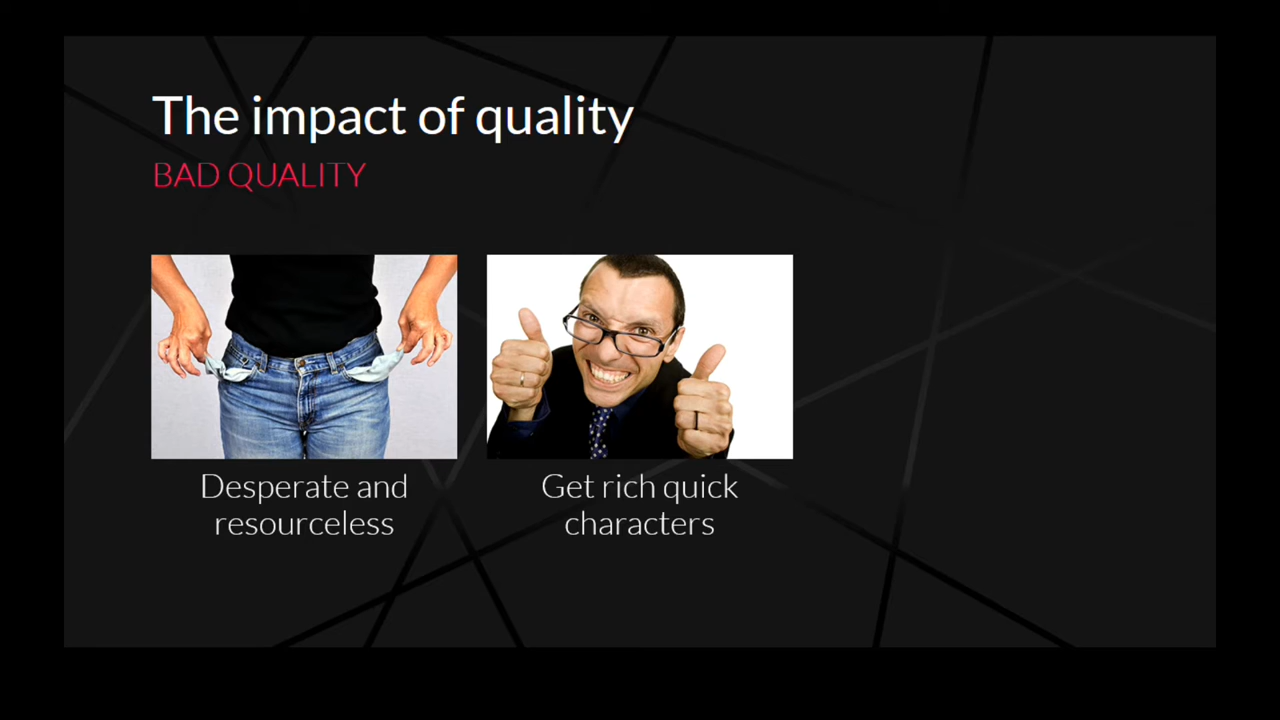 The impact of quality
BAD QUALITY
Desperate and
resourceless
Get rich quick
characters